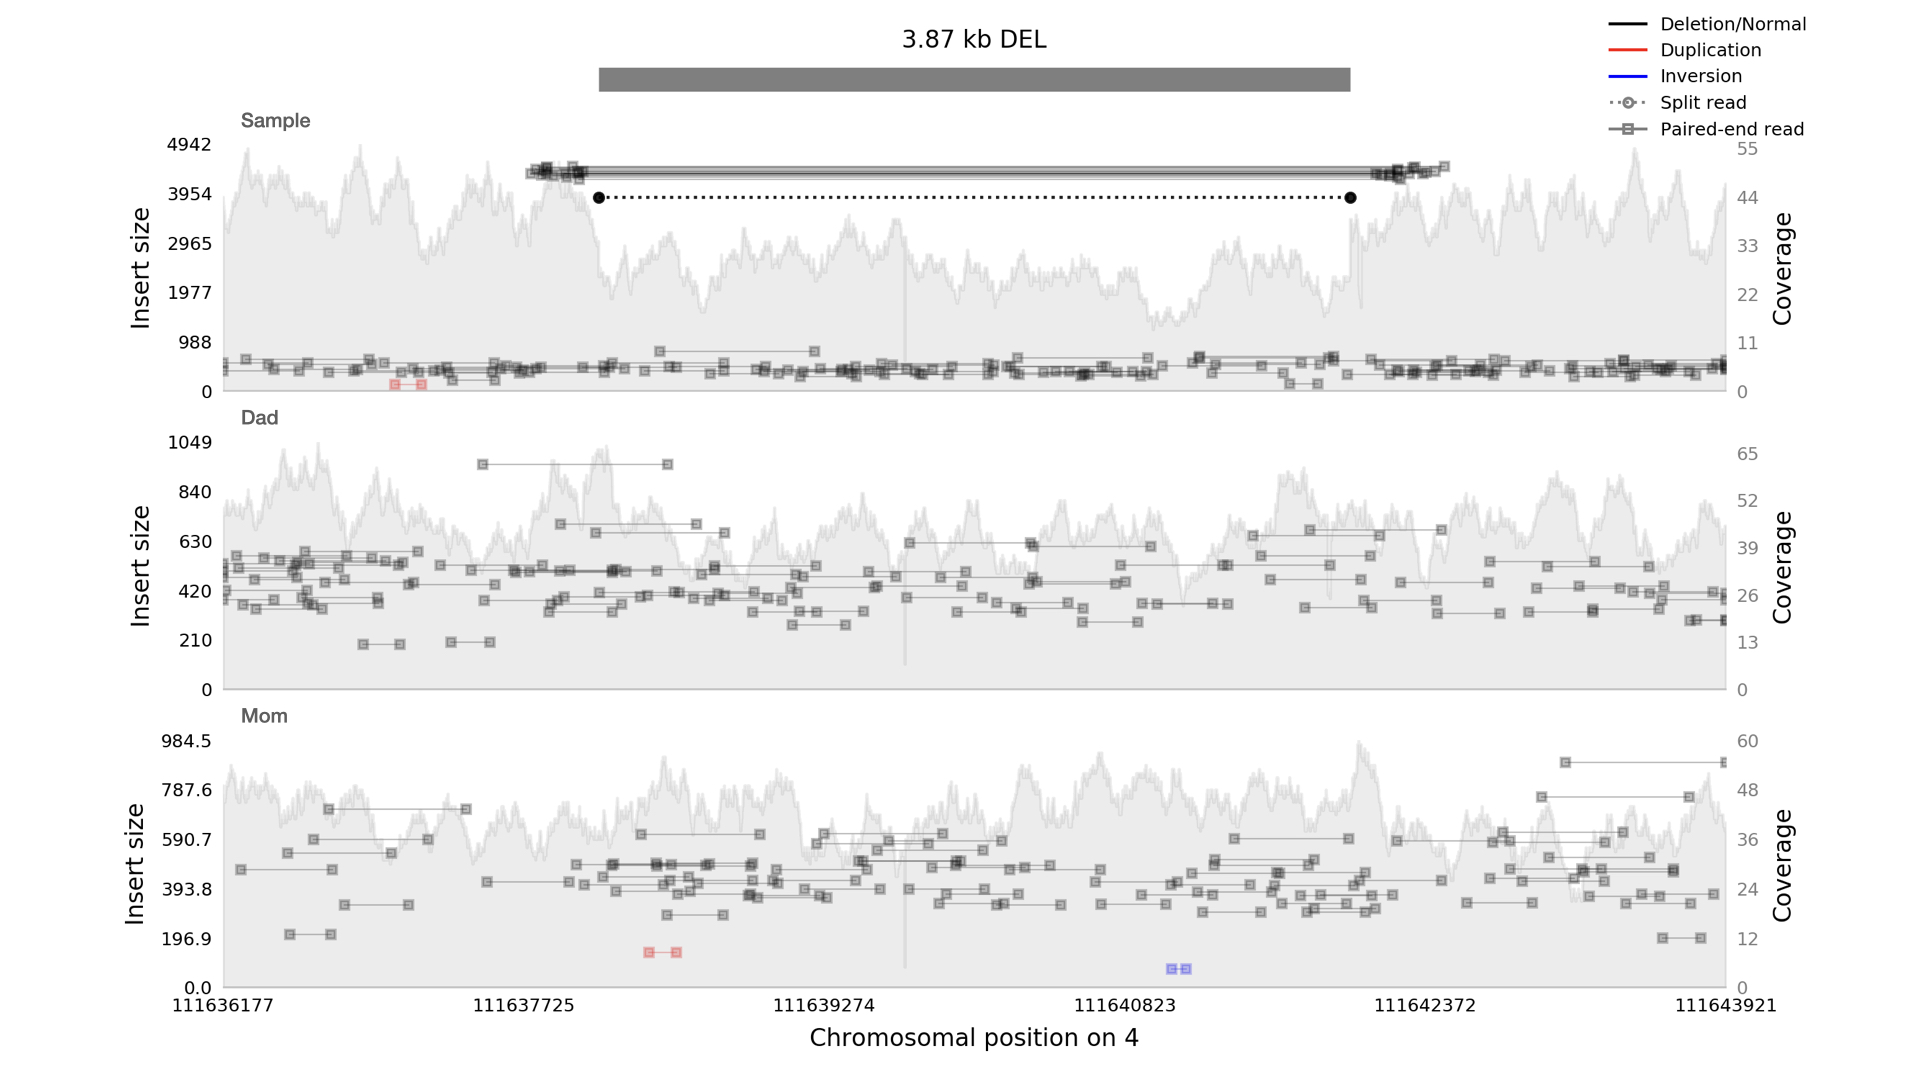 3.87 kb DEL
Deletion/Normal
Duplication
Inversion
Split read
Paired-end read
Sample
4942
3954
2965
1977
988
0
Insert size
55
44
33
22
11
0
Coverage
Dad
1049
840
630
420
210
0
Insert size
65
52
39
26
13
0
Coverage
Mom
984.5
787.6
590.7
393.8
196.9
0.0
Insert size
60
48
36
24
12
0
Coverage
111636177 111637725 111639274 111640823 111642372 111643921
Chromosomal position on 4